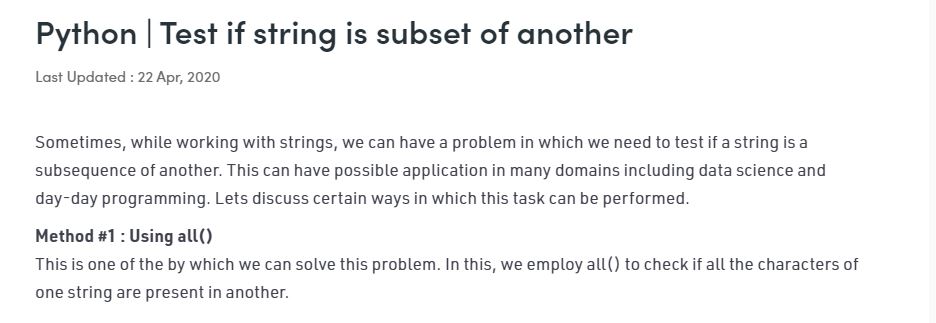 Python | Test if string is subset of another
Last Updated : 22 Apr, 2020
Sometimes, while working with strings, we can have a problem in which we need to test if a string is a
subsequence of another. This can have possible application in many domains including data science and
day-day programming. Lets discuss certain ways in which this task can be performed.
Method #1 : Using all()
This is one of the by which we can solve this problem. In this, we employ all() to check if all the characters of
one string are present in another.